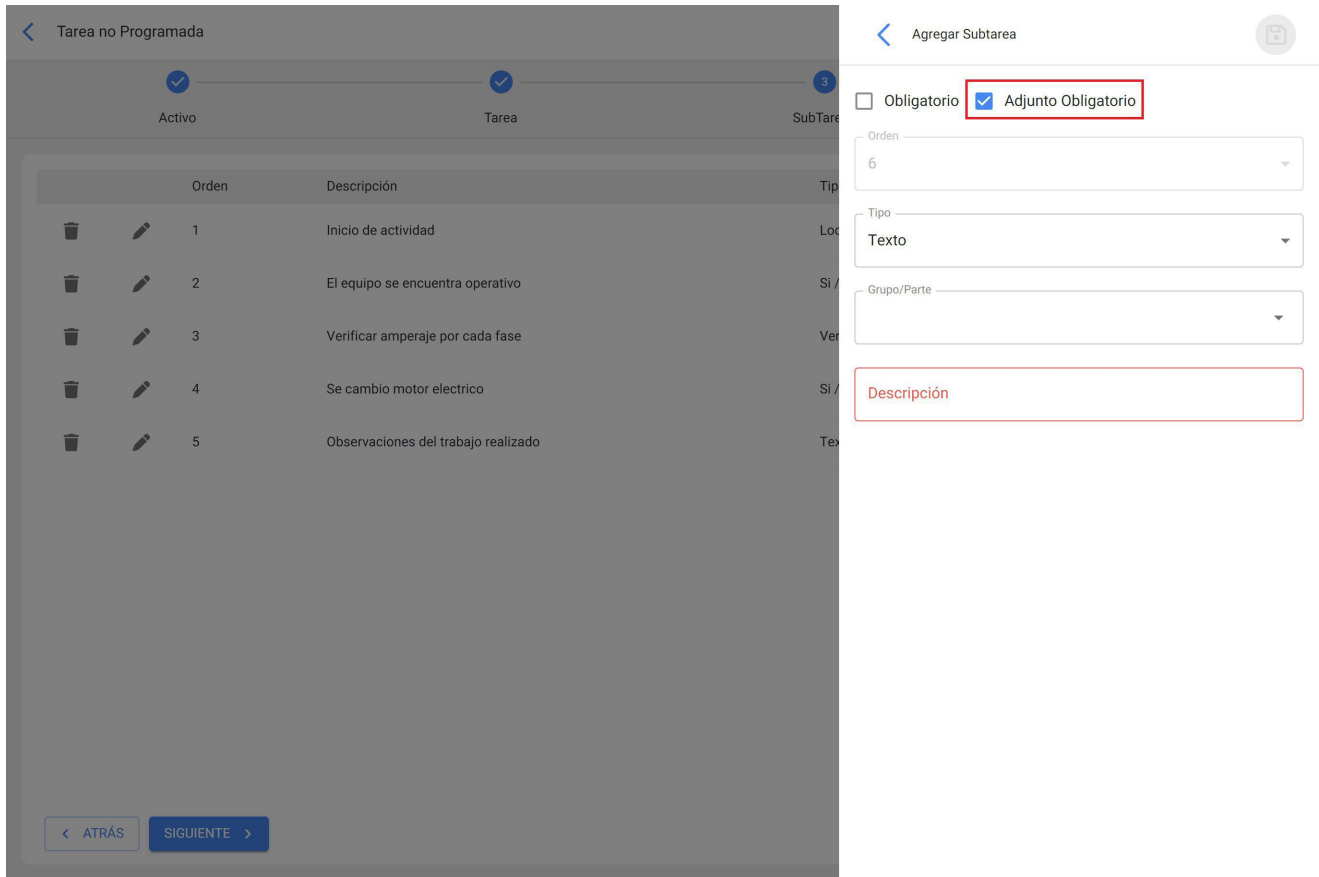 Tarea no Programada
Agregar Subtarea
3
Activo
Tarea
SubTare
Obligatorio
Adjunto Obligatorio
Orden
6
Tipo
Texto
Grupo/Parte
Descripción
Orden
Descripción
Tip
1
Inicio de actividad
Loc
2
El equipo se encuentra operativo
Si /
3
Verificar amperaje por cada fase
Ver
4
Se cambio motor electrico
Si /
5
Observaciones del trabajo realizado
Tex
ATRÁS
SIGUIENTE